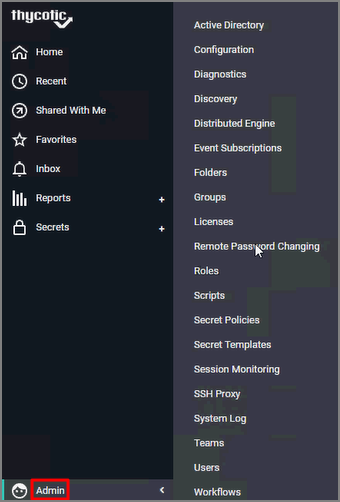 thycotic
Home
Recent
Shared With Me
Favorites
Inbox
Reports +
Secrets +
Admin
Active Directory
Configuration
Diagnostics
Discovery
Distributed Engine
Event Subscriptions
Folders
Groups
Licenses
Remote Password Changing
Roles
Scripts
Secret Policies
Secret Templates
Session Monitoring
SSH Proxy
System Log
Teams
Users
Workflows